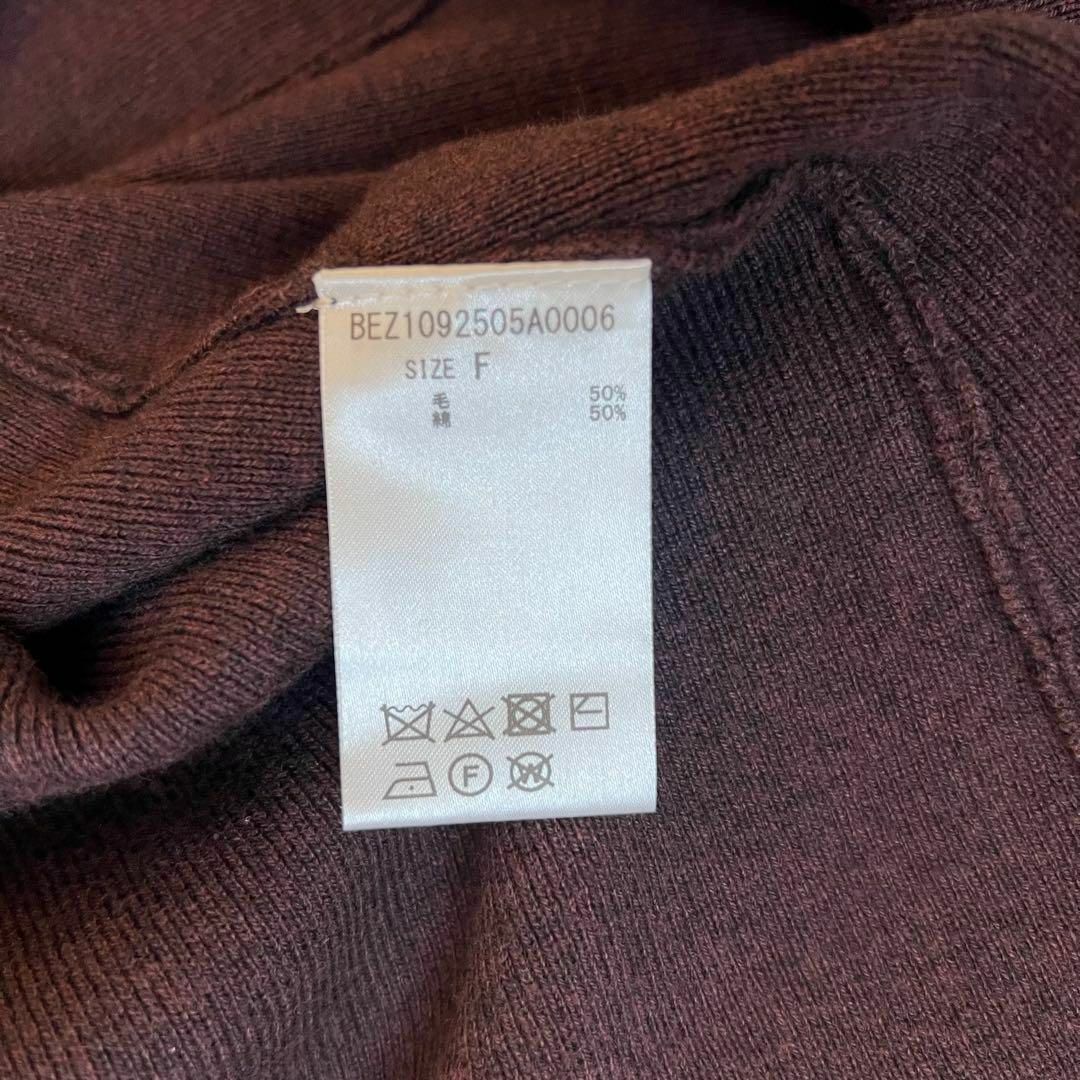 BEZ1092505A0006
SIZE F
毛 50%
綿 50%
F
W